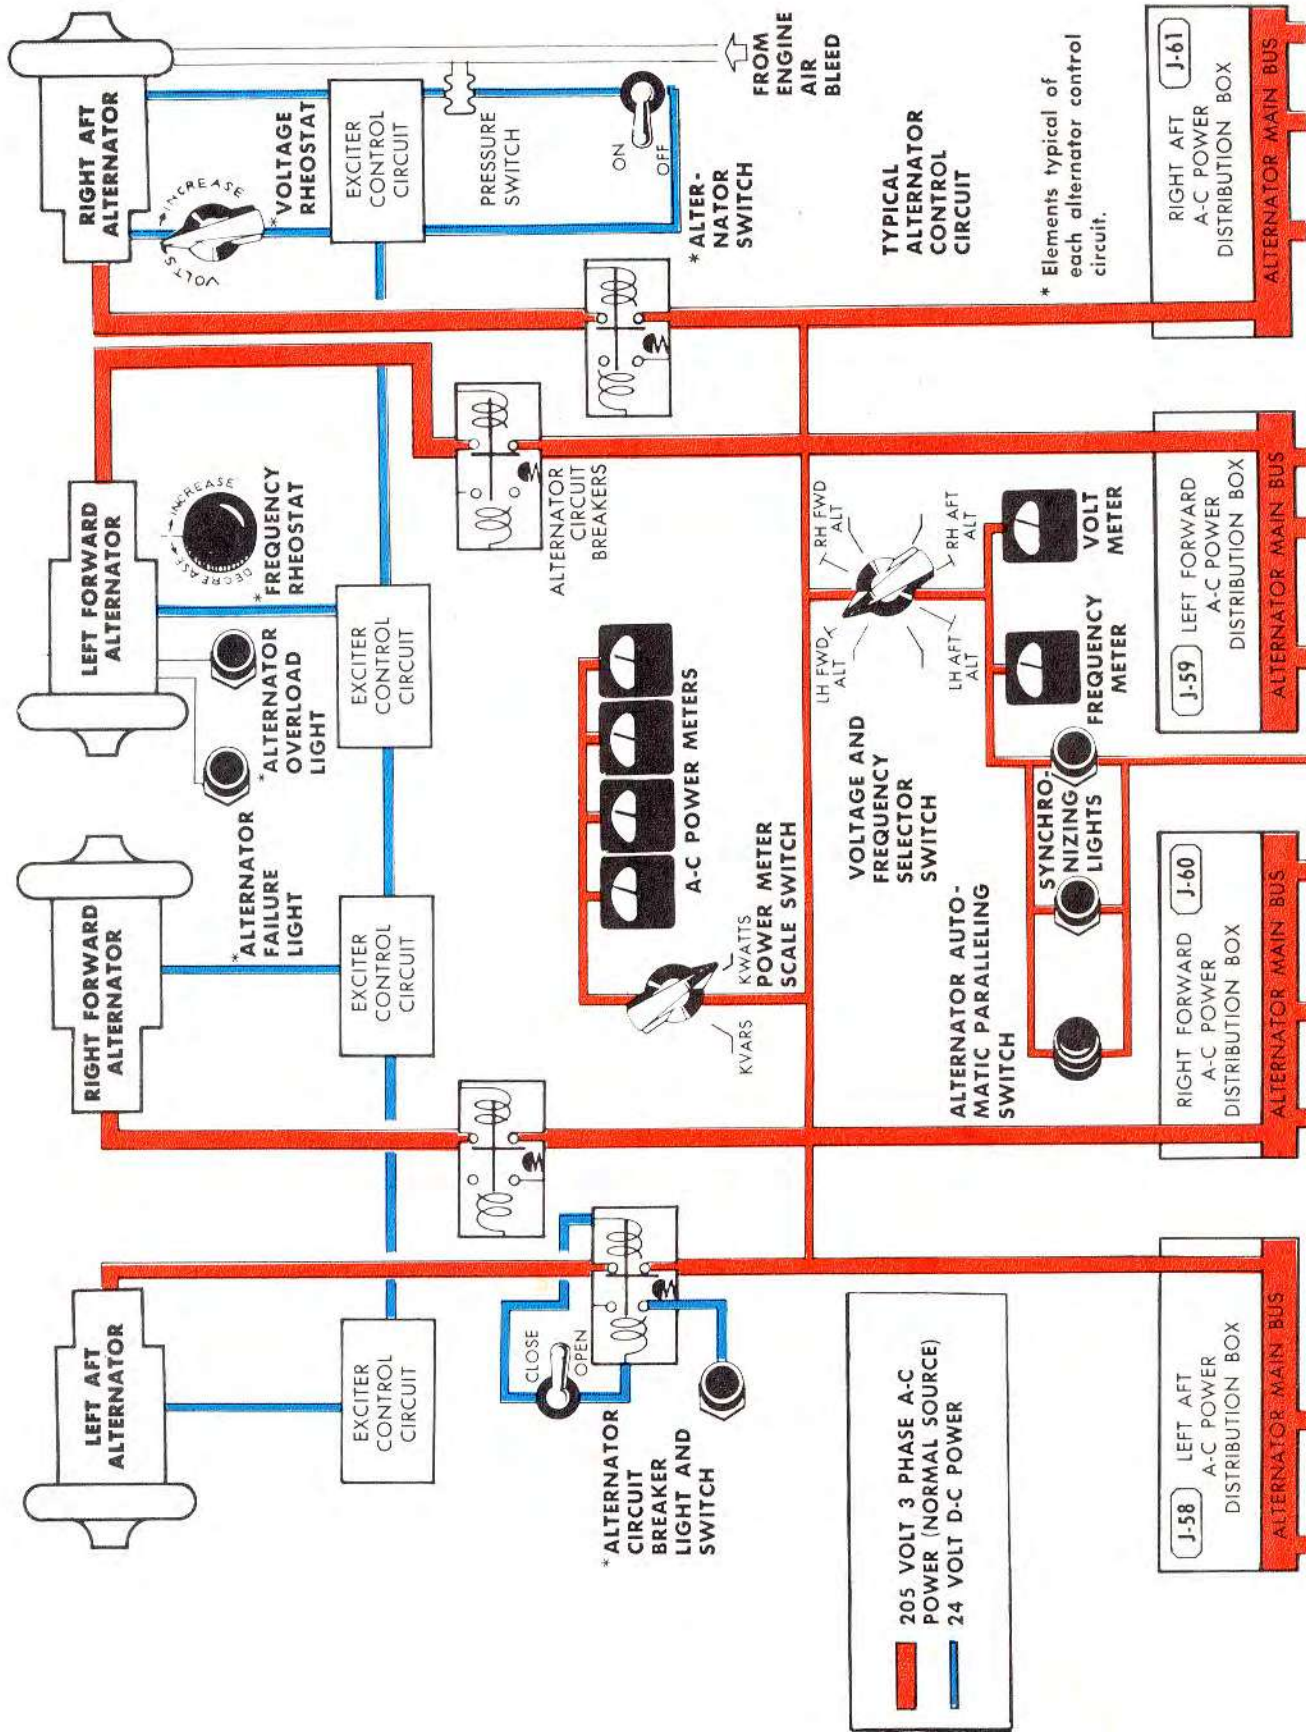 LEFT AFT
ALTERNATOR
RIGHT FORWARD
ALTERNATOR
LEFT FORWARD
ALTERNATOR
RIGHT AFT
ALTERNATOR
VOLTS
INCREASE
*VOLTAGE
RHEOSTAT
DECREASE
INCREASE
*FREQUENCY
RHEOSTAT
*ALTERNATOR
OVERLOAD
LIGHT
*ALTERNATOR
FAILURE
LIGHT
EXCITER
CONTROL
CIRCUIT
EXCITER
CONTROL
CIRCUIT
EXCITER
CONTROL
CIRCUIT
EXCITER
CONTROL
CIRCUIT
PRESSURE
SWITCH
ON
OFF
*ALTER-
NATOR
SWITCH
FROM
ENGINE
AIR
BLEED
CLOSE
OPEN
*ALTERNATOR
CIRCUIT
BREAKER
LIGHT AND
SWITCH
ALTERNATOR
CIRCUIT
BREAKERS
A-C POWER METERS
KVARS
KWATTS
POWER METER
SCALE SWITCH
LH FWD
ALT
RH FWD
ALT
LH AFT
ALT
RH AFT
ALT
VOLTAGE AND
FREQUENCY
SELECTOR
SWITCH
TYPICAL
ALTERNATOR
CONTROL
CIRCUIT
ALTERNATOR AUTO-
MATIC PARALLELING
SWITCH
SYNCHRO-
NIZING
LIGHTS
FREQUENCY
METER
VOLT
METER
* Elements typical of
each alternator control
circuit.
205 VOLT 3 PHASE A-C
POWER (NORMAL SOURCE)
24 VOLT D-C POWER
J-58 LEFT AFT
A-C POWER
DISTRIBUTION BOX
ALTERNATOR MAIN BUS
RIGHT FORWARD J-60
A-C POWER
DISTRIBUTION BOX
ALTERNATOR MAIN BUS
J-59 LEFT FORWARD
A-C POWER
DISTRIBUTION BOX
ALTERNATOR MAIN BUS
RIGHT AFT J-61
A-C POWER
DISTRIBUTION BOX
ALTERNATOR MAIN BUS